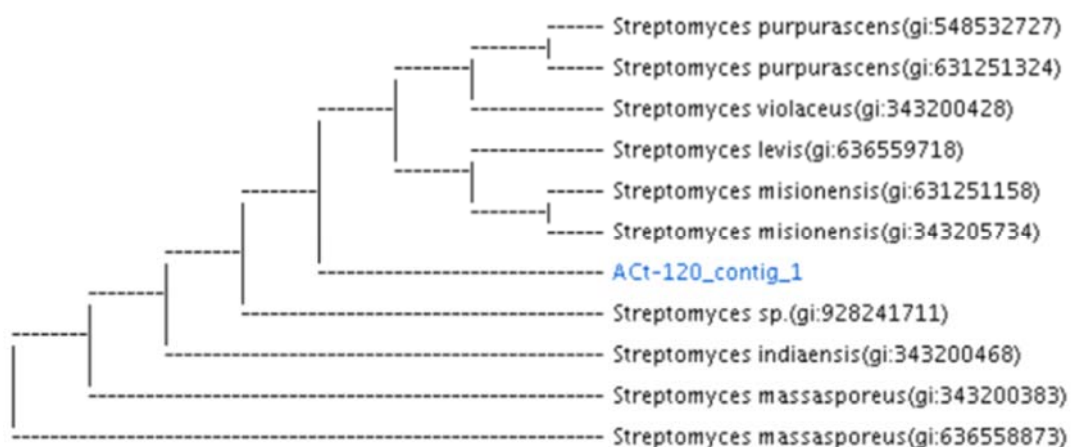 Streptomyces purpurascens(gi:548532727)
Streptomyces purpurascens(gi:631251324)
Streptomyces violaceus(gi:343200428)
Streptomyces levis(gi:636559718)
Streptomyces misionensis(gi:631251158)
Streptomyces misionensis(gi:343205734)
ACt-120_contig_1
Streptomyces sp.(gi:928241711)
Streptomyces indiaensis(gi:343200468)
Streptomyces massasporeus(gi:343200383)
Streptomyces massasporeus(gi:636558873)